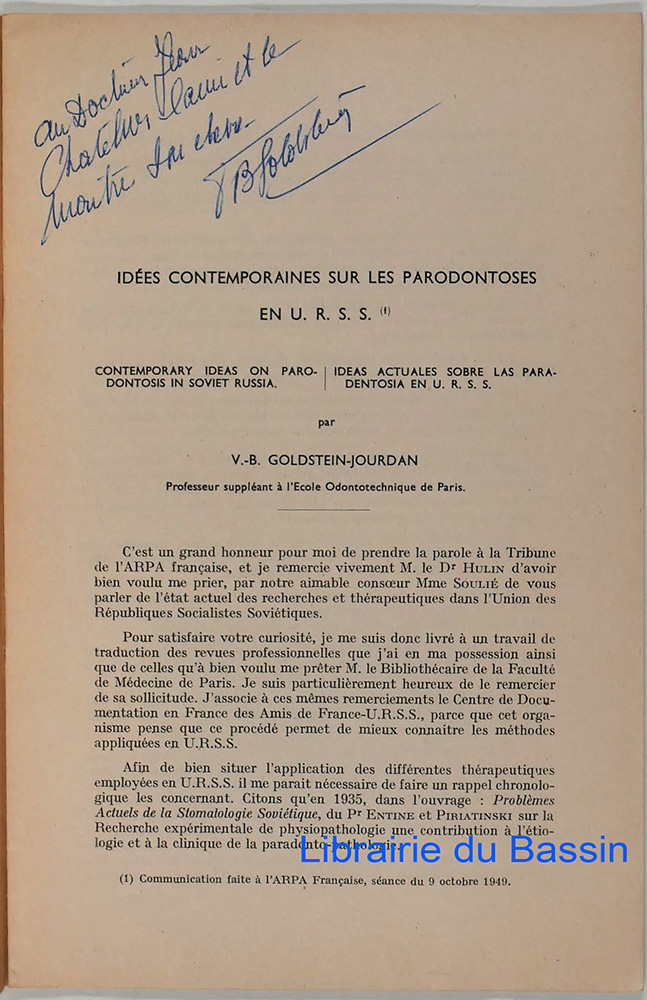 au Docteur Jean
et le
Maître
IDÉES CONTEMPORAINES SUR LES PARODONTOSES
EN U. R. S. S. (1)
CONTEMPORARY IDEAS ON PARO-
DONTOSIS IN SOVIET RUSSIA.
IDEAS ACTUALES SOBRE LAS PARA-
DENTOSIA EN U. R. S. S.
par
V.-B. GOLDSTEIN-JOURDAN
Professeur suppléant à l'Ecole Odontotechnique de Paris.
C'est un grand honneur pour moi de prendre la parole à la Tribune
de l'ARPA française, et je remercie vivement M. le Dr HULIN d'avoir
bien voulu me prier, par notre aimable consœur Mme SOULIÉ de vous
parler de l'état actuel des recherches et thérapeutiques dans l'Union des
Républiques Socialistes Soviétiques.
Pour satisfaire votre curiosité, je me suis donc livré à un travail de
traduction des revues professionnelles que j'ai en ma possession ainsi
que de celles qu'à bien voulu me prêter M. le Bibliothécaire de la Faculté
de Médecine de Paris. Je suis particulièrement heureux de le remercier
de sa sollicitude. J'associe à ces mêmes remerciements le Centre de Docu-
mentation en France des Amis de France-U.R.S.S., parce que cet orga-
nisme pense que ce procédé permet de mieux connaitre les méthodes
appliquées en U.R.S.S.
Afin de bien situer l'application des différentes thérapeutiques
employées en U.R.S.S. il me parait nécessaire de faire un rappel chronolo-
gique les concernant. Citons qu'en 1935, dans l'ouvrage : Problèmes
Actuels de la Stomatologie Soviétique, du Pr ENTINE et PIRIATINSKI sur la
Recherche expérimentale de physiopathologie une contribution à l'étio-
logie et à la clinique de la paradonto-pathologie.
Librairie du Bassin
(1) Communication faite à l'ARPA Française, séance du 9 octobre 1949.